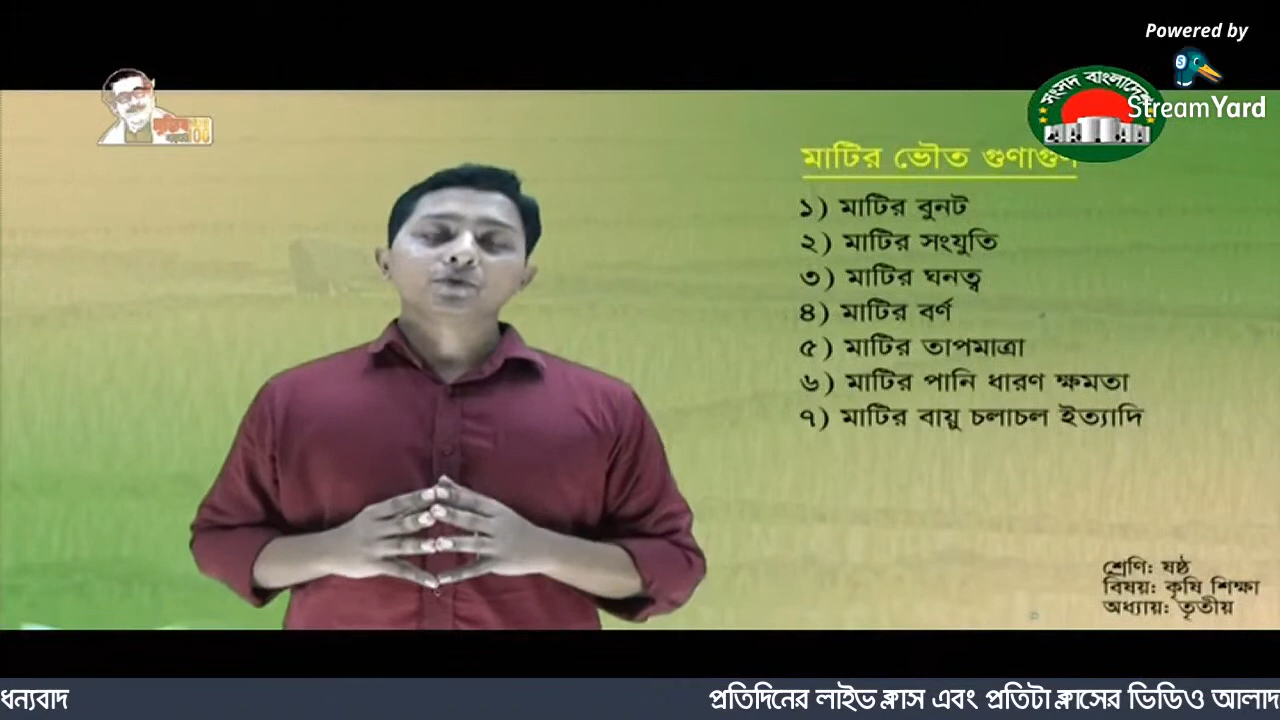 Powered by
StreamYard
সংসদ বাংলাদেশ
মাটির ভৌত গুণাগুণ
১) মাটির বুনট
২) মাটির সংযুতি
৩) মাটির ঘনত্ব
৪) মাটির বর্ণ
৫) মাটির তাপমাত্রা
৬) মাটির পানি ধারণ ক্ষমতা
৭) মাটির বায়ু চলাচল ইত্যাদি
শ্রেণি: ষষ্ঠ
বিষয়: কৃষি শিক্ষা
অধ্যায়: তৃতীয়
ধন্যবাদ প্রতিদিনের লাইভ ক্লাস এবং প্রতিটা ক্লাসের ভিডিও আলাদ